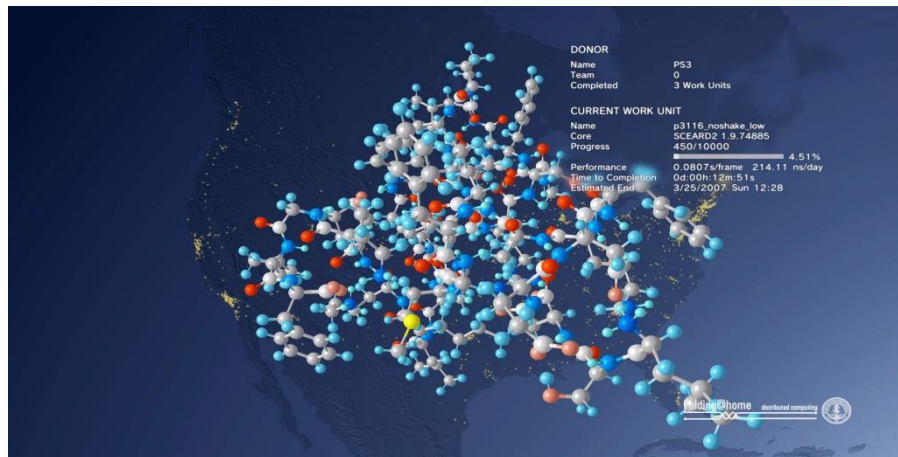 DONOR
Name PS3
Team 0
Completed 3 Work Units
CURRENT WORK UNIT
Name p3116_noshake_low
Core SCEARD2 1.9.74885
Progress 450/10000
4.51%
Performance 0.0807s/frame 214.11 ns/day
Time to Completion 0d:00h:12m:51s
Estimated End 3/25/2007 Sun 12:28
Folding@home distributed computing